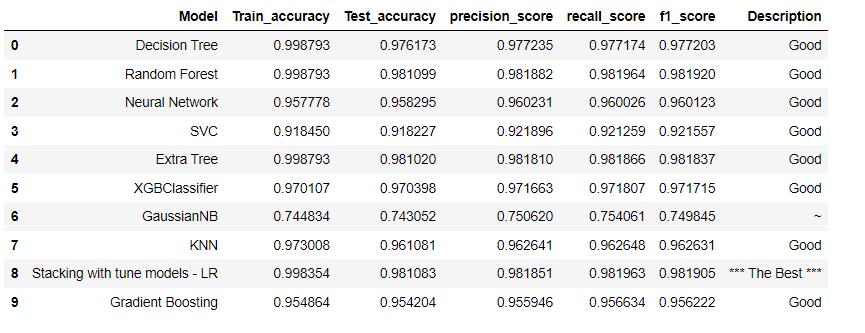 Model Train_accuracy Test_accuracy precision_score recall_score f1_score Description
0 Decision Tree 0.998793 0.976173 0.977235 0.977174 0.977203 Good
1 Random Forest 0.998793 0.981099 0.981882 0.981964 0.981920 Good
2 Neural Network 0.957778 0.958295 0.960231 0.960026 0.960123 Good
3 SVC 0.918450 0.918227 0.921896 0.921259 0.921557 Good
4 Extra Tree 0.998793 0.981020 0.981810 0.981866 0.981837 Good
5 XGBClassifier 0.970107 0.970398 0.971663 0.971807 0.971715 Good
6 GaussianNB 0.744834 0.743052 0.750620 0.754061 0.749845 ~
7 KNN 0.973008 0.961081 0.962641 0.962648 0.962631 Good
8 Stacking with tune models - LR 0.998354 0.981083 0.981851 0.981963 0.981905 *** The Best ***
9 Gradient Boosting 0.954864 0.954204 0.955946 0.956634 0.956222 Good